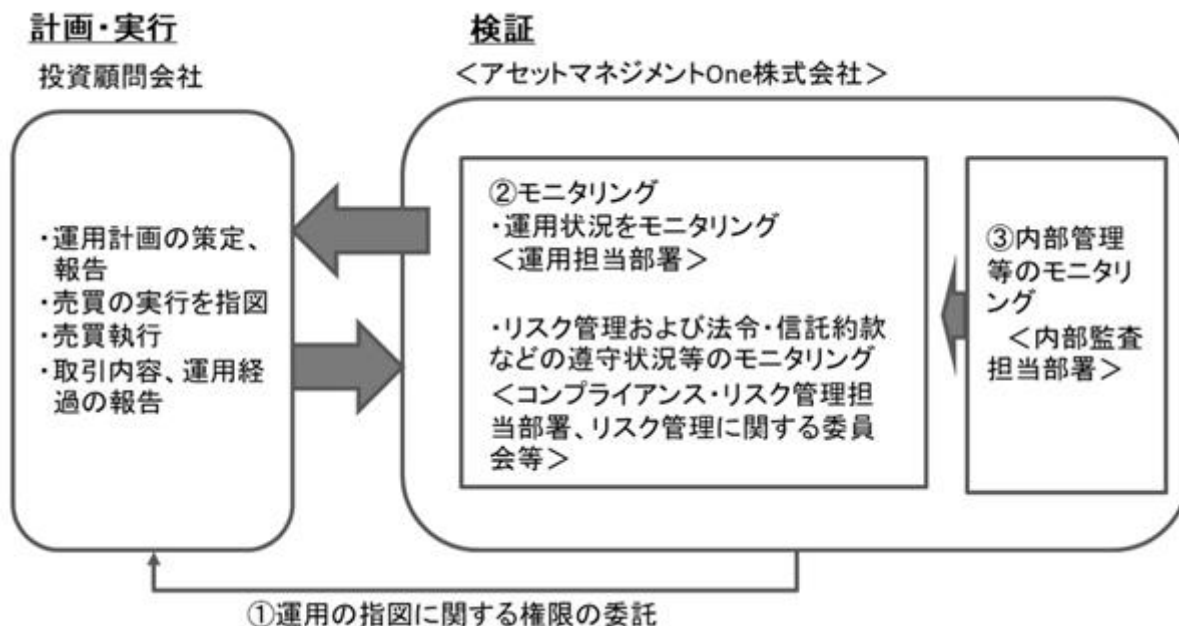 計画・実行
投資顧問会社
・運用計画の策定、
報告
・売買の実行を指図
・売買執行
・取引内容、運用経
過の報告
検証
＜アセットマネジメントOne株式会社＞
②モニタリング
・運用状況をモニタリング
＜運用担当部署＞
・リスク管理および法令・信託約款
などの遵守状況等のモニタリング
＜コンプライアンス・リスク管理担
当部署、リスク管理に関する委員
会等＞
③内部管理
等のモニタ
リング
＜内部監査
担当部署＞
①運用の指図に関する権限の委託